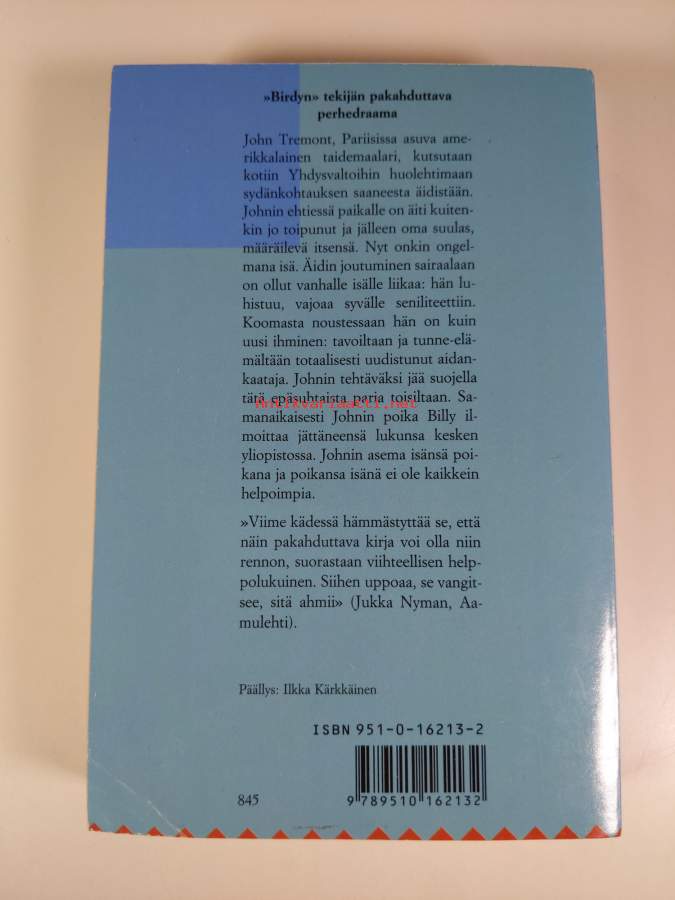 »Birdyn» tekijän pakahduttava
perhedraama
John Tremont, Pariisissa asuva ame-
rikkalainen taidemaalari, kutsutaan
kotiin Yhdysvaltoihin huolehtimaan
sydänkohtauksen saaneesta äidistään.
Johnin ehtiessä paikalle on äiti kuiten-
kin jo toipunut ja jälleen oma suulas,
määräilevä itsensä. Nyt onkin ongel-
mana isä. Äidin joutuminen sairaalaan
on ollut vanhalle isälle liikaa: hän lu-
histuu, vajoaa syvälle seniliteettiin.
Koomasta noustessaan hän on kuin
uusi ihminen: tavoiltaan ja tunne-elä-
mältään totaalisesti uudistunut aidan-
kaataja. Johnin tehtäväksi jää suojella
tätä epäsuhtaista paria toisiltaan. Sa-
Antikvariaatti.net
manaikaisesti Johnin poika Billy il-
moittaa jättäneensä lukunsa kesken
yliopistossa. Johnin asema isänsä poi-
kana ja poikansa isänä ei ole kaikkein
helpoimpia.
»Viime kädessä hämmästyttää se, että
näin pakahduttava kirja voi olla niin
rennon, suorastaan viihteellisen help-
polukuinen. Siihen uppoaa, se vangit-
see, sitä ahmii» (Jukka Nyman, Aa-
mulehti).
Päällys: Ilkka Kärkkäinen
ISBN 951-0-16213-2
845
9 789510 162132